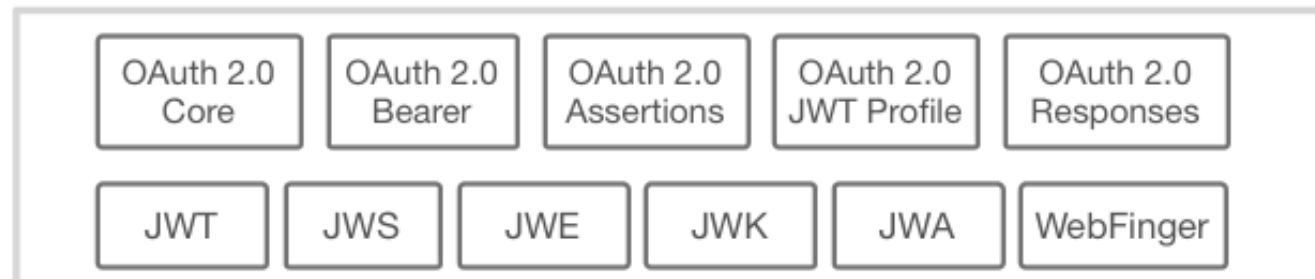 OAuth 2.0
Core
OAuth 2.0
Bearer
OAuth 2.0
Assertions
OAuth 2.0
JWT Profile
OAuth 2.0
Responses
JWT
JWS
JWE
JWK
JWA
WebFinger